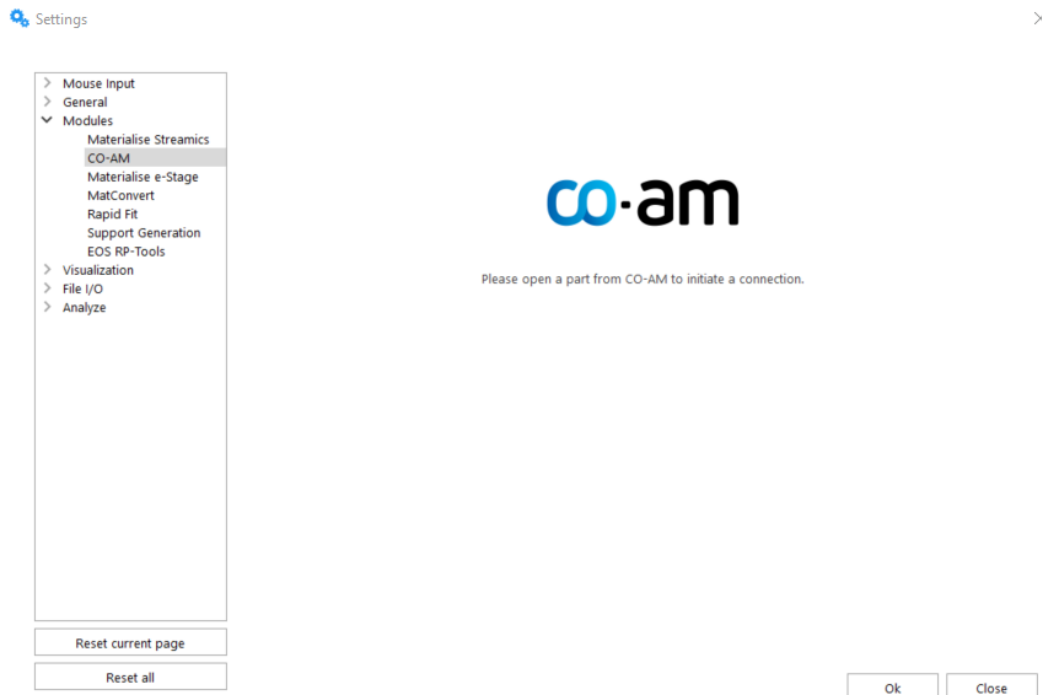 Settings
Mouse Input
General
Modules
Materialise Streamics
CO-AM
Materialise e-Stage
MatConvert
Rapid Fit
Support Generation
EOS RP-Tools
Visualization
File I/O
Analyze
co·am
Please open a part from CO-AM to initiate a connection.
Reset current page
Reset all
Ok
Close